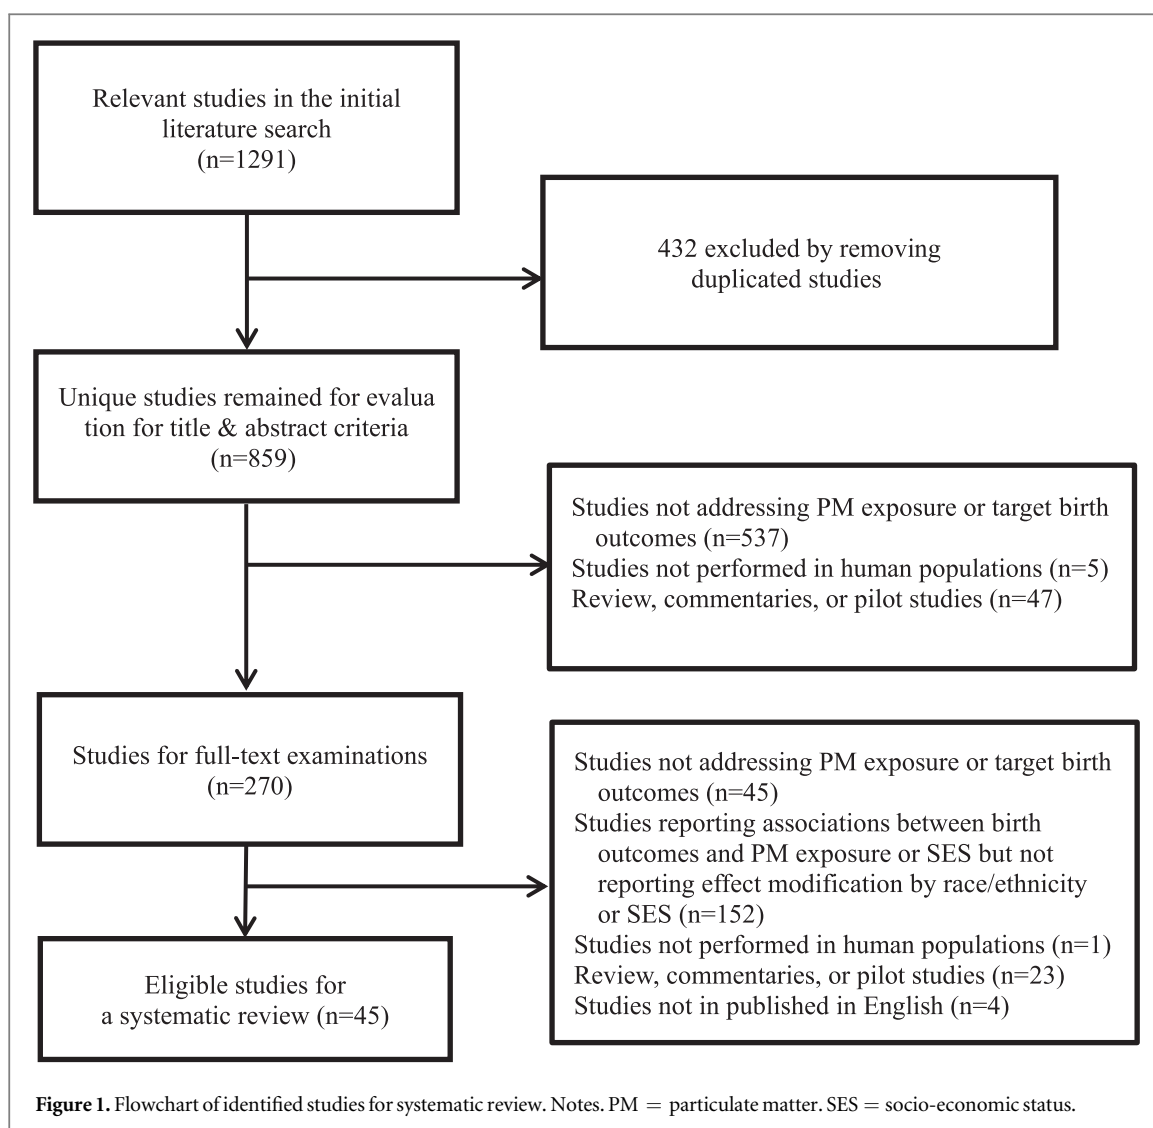 Relevant studies in the initial
literature search
(n=1291)
432 excluded by removing
duplicated studies
Unique studies remained for evalua
tion for title & abstract criteria
(n=859)
Studies not addressing PM exposure or target birth
outcomes (n=537)
Studies not performed in human populations (n=5)
Review, commentaries, or pilot studies (n=47)
Studies for full-text examinations
(n=270)
Studies not addressing PM exposure or target birth
outcomes (n=45)
Studies reporting associations between birth
outcomes and PM exposure or SES but not
reporting effect modification by race/ethnicity
or SES (n=152)
Studies not performed in human populations (n=1)
Review, commentaries, or pilot studies (n=23)
Studies not in published in English (n=4)
Eligible studies for
a systematic review (n=45)
Figure 1. Flowchart of identified studies for systematic review. Notes. PM = particulate matter. SES = socio-economic status.